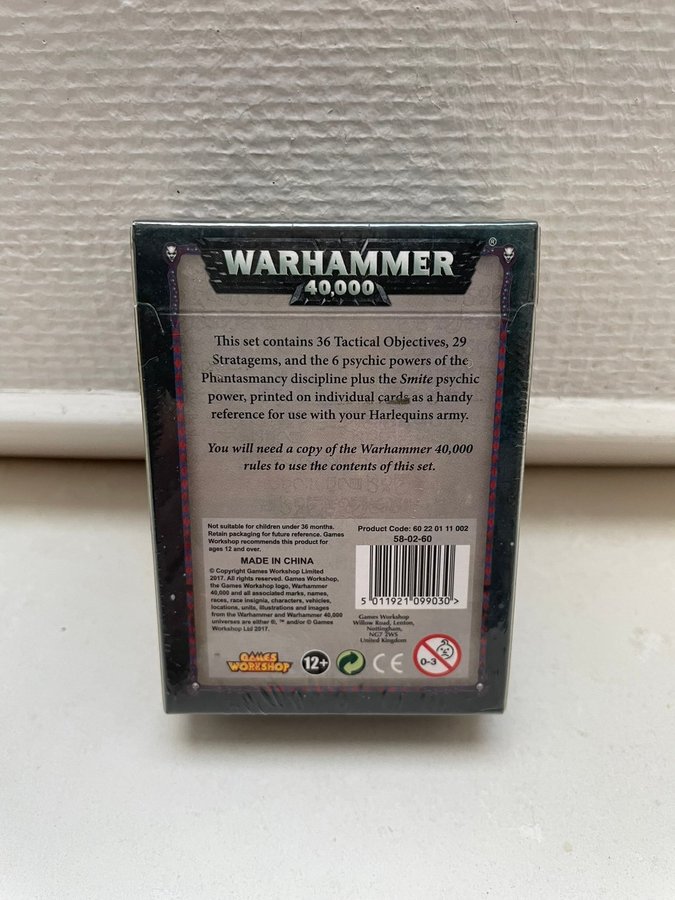 WARHAMMER®
40,000
This set contains 36 Tactical Objectives, 29
Stratagems, and the 6 psychic powers of the
Phantasmancy discipline plus the Smite psychic
power, printed on individual cards as a handy
reference for use with your Harlequins army.
You will need a copy of the Warhammer 40,000
rules to use the contents of this set.
Not suitable for children under 36 months.
Retain packaging for future reference. Games
Workshop recommends this product for
ages 12 and over.
MADE IN CHINA
© Copyright Games Workshop Limited
2017. All rights reserved. Games Workshop,
the Games Workshop logo, Warhammer
40,000 and all associated marks, names,
races, race insignia, characters, vehicles,
locations, units, illustrations and images
from the Warhammer and Warhammer 40,000
universes are either ®, ™ and/or © Games
Workshop Ltd 2017.
Product Code: 60 22 01 11 002
58-02-60
5 011921 099030 >
Games Workshop
Willow Road, Lenton,
Nottingham,
NG7 2WS
United Kingdom
GAMES
WORKSHOP
12+
CE
0-3